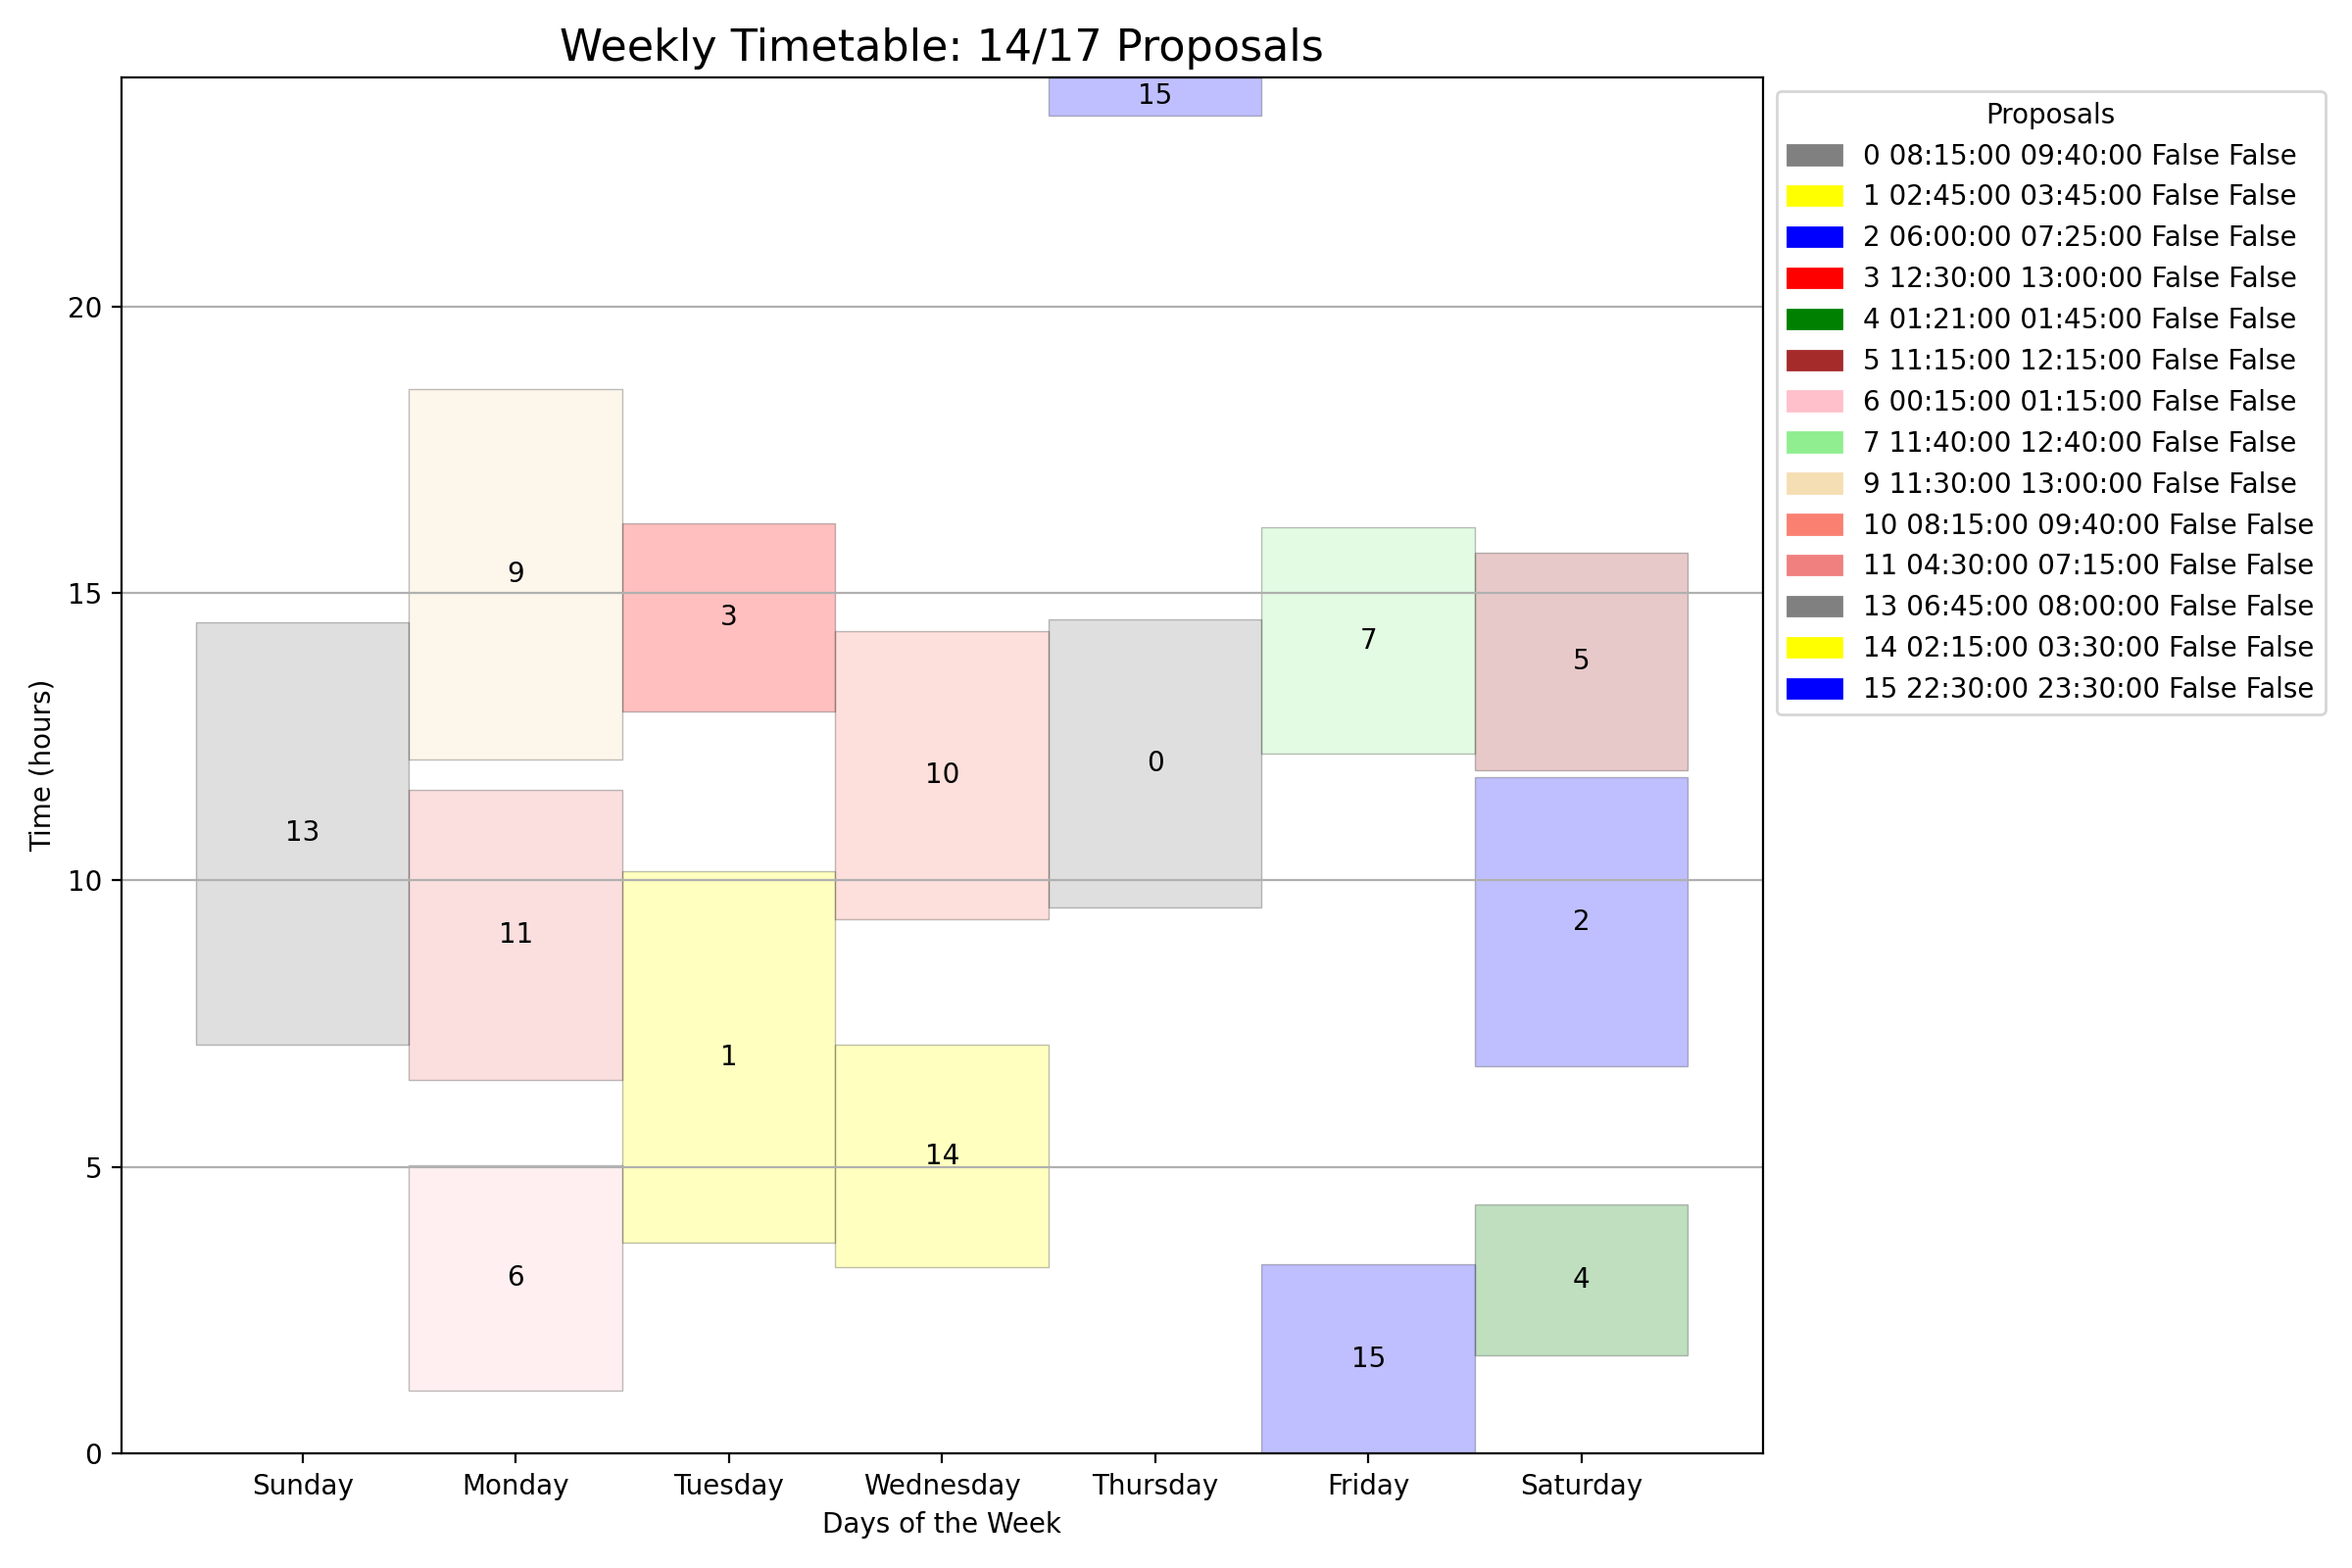 Weekly Timetable: 14/17 Proposals
15
Proposals
0 08:15:00 09:40:00 False False
1 02:45:00 03:45:00 False False
2 06:00:00 07:25:00 False False
3 12:30:00 13:00:00 False False
4 01:21:00 01:45:00 False False
5 11:15:00 12:15:00 False False
6 00:15:00 01:15:00 False False
7 11:40:00 12:40:00 False False
9 11:30:00 13:00:00 False False
10 08:15:00 09:40:00 False False
11 04:30:00 07:15:00 False False
13 06:45:00 08:00:00 False False
14 02:15:00 03:30:00 False False
15 22:30:00 23:30:00 False False
20
15
10
5
0
Time (hours)
9
3
7
5
10
0
13
11
2
1
14
6
4
15
Sunday Monday Tuesday Wednesday Thursday Friday Saturday
Days of the Week